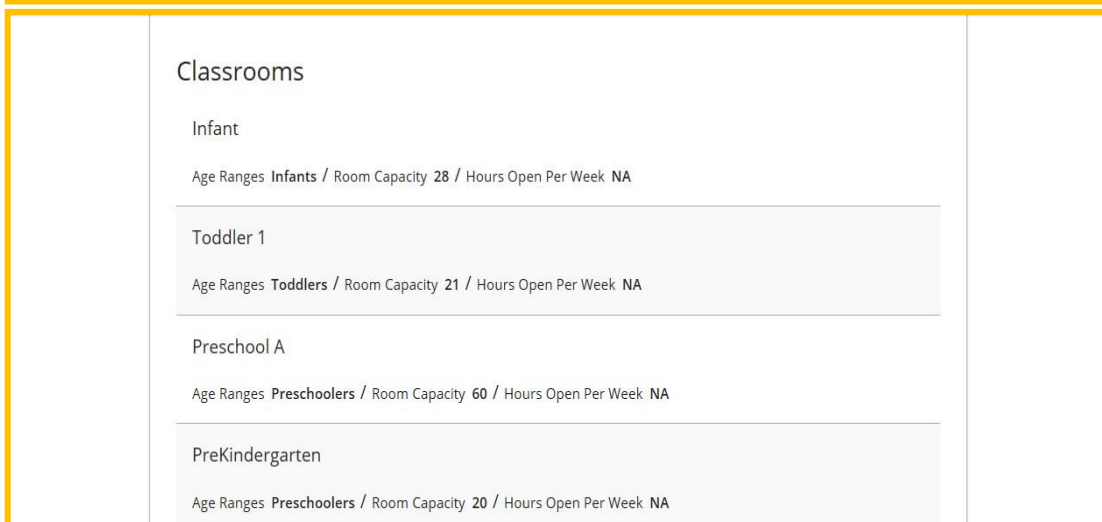 Classrooms
Infant
Age Ranges Infants / Room Capacity 28 / Hours Open Per Week NA
Toddler 1
Age Ranges Toddlers / Room Capacity 21 / Hours Open Per Week NA
Preschool A
Age Ranges Preschoolers / Room Capacity 60 / Hours Open Per Week NA
PreKindergarten
Age Ranges Preschoolers / Room Capacity 20 / Hours Open Per Week NA